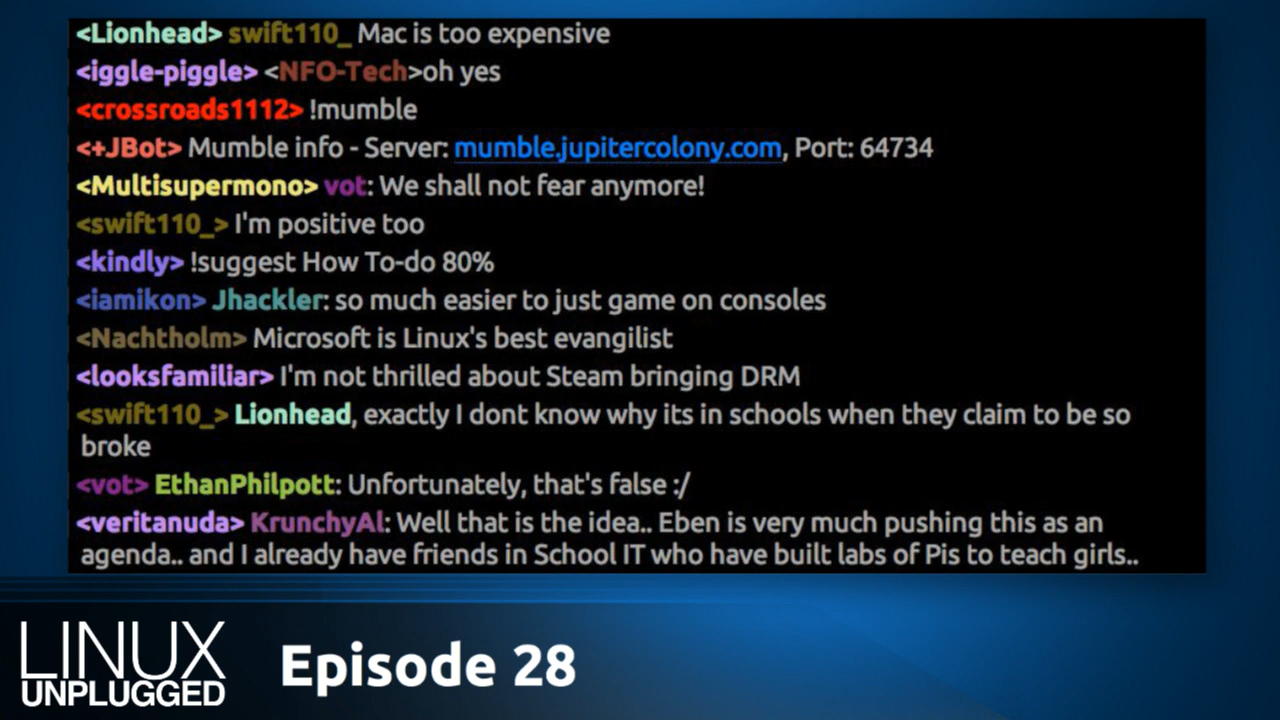 <Lionhead> swift110_ Mac is too expensive
<iggle-piggle> <NFO-Tech>oh yes
<crossroads1112> !mumble
<+JBot> Mumble info - Server: mumble.jupitercolony.com, Port: 64734
<Multisupermono> vot: We shall not fear anymore!
<swift110_> I'm positive too
<kindly> !suggest How To-do 80%
<iamikon> Jhackler: so much easier to just game on consoles
<Nachtholm> Microsoft is Linux's best evangilist
<looksfamiliar> I'm not thrilled about Steam bringing DRM
<swift110_> Lionhead, exactly I dont know why its in schools when they claim to be so
broke
<vot> EthanPhilpott: Unfortunately, that's false :/
<veritanuda> KrunchyAl: Well that is the idea.. Eben is very much pushing this as an
agenda.. and I already have friends in School IT who have built labs of Pis to teach girls..
LINUX
UNPLUGGED
Episode 28